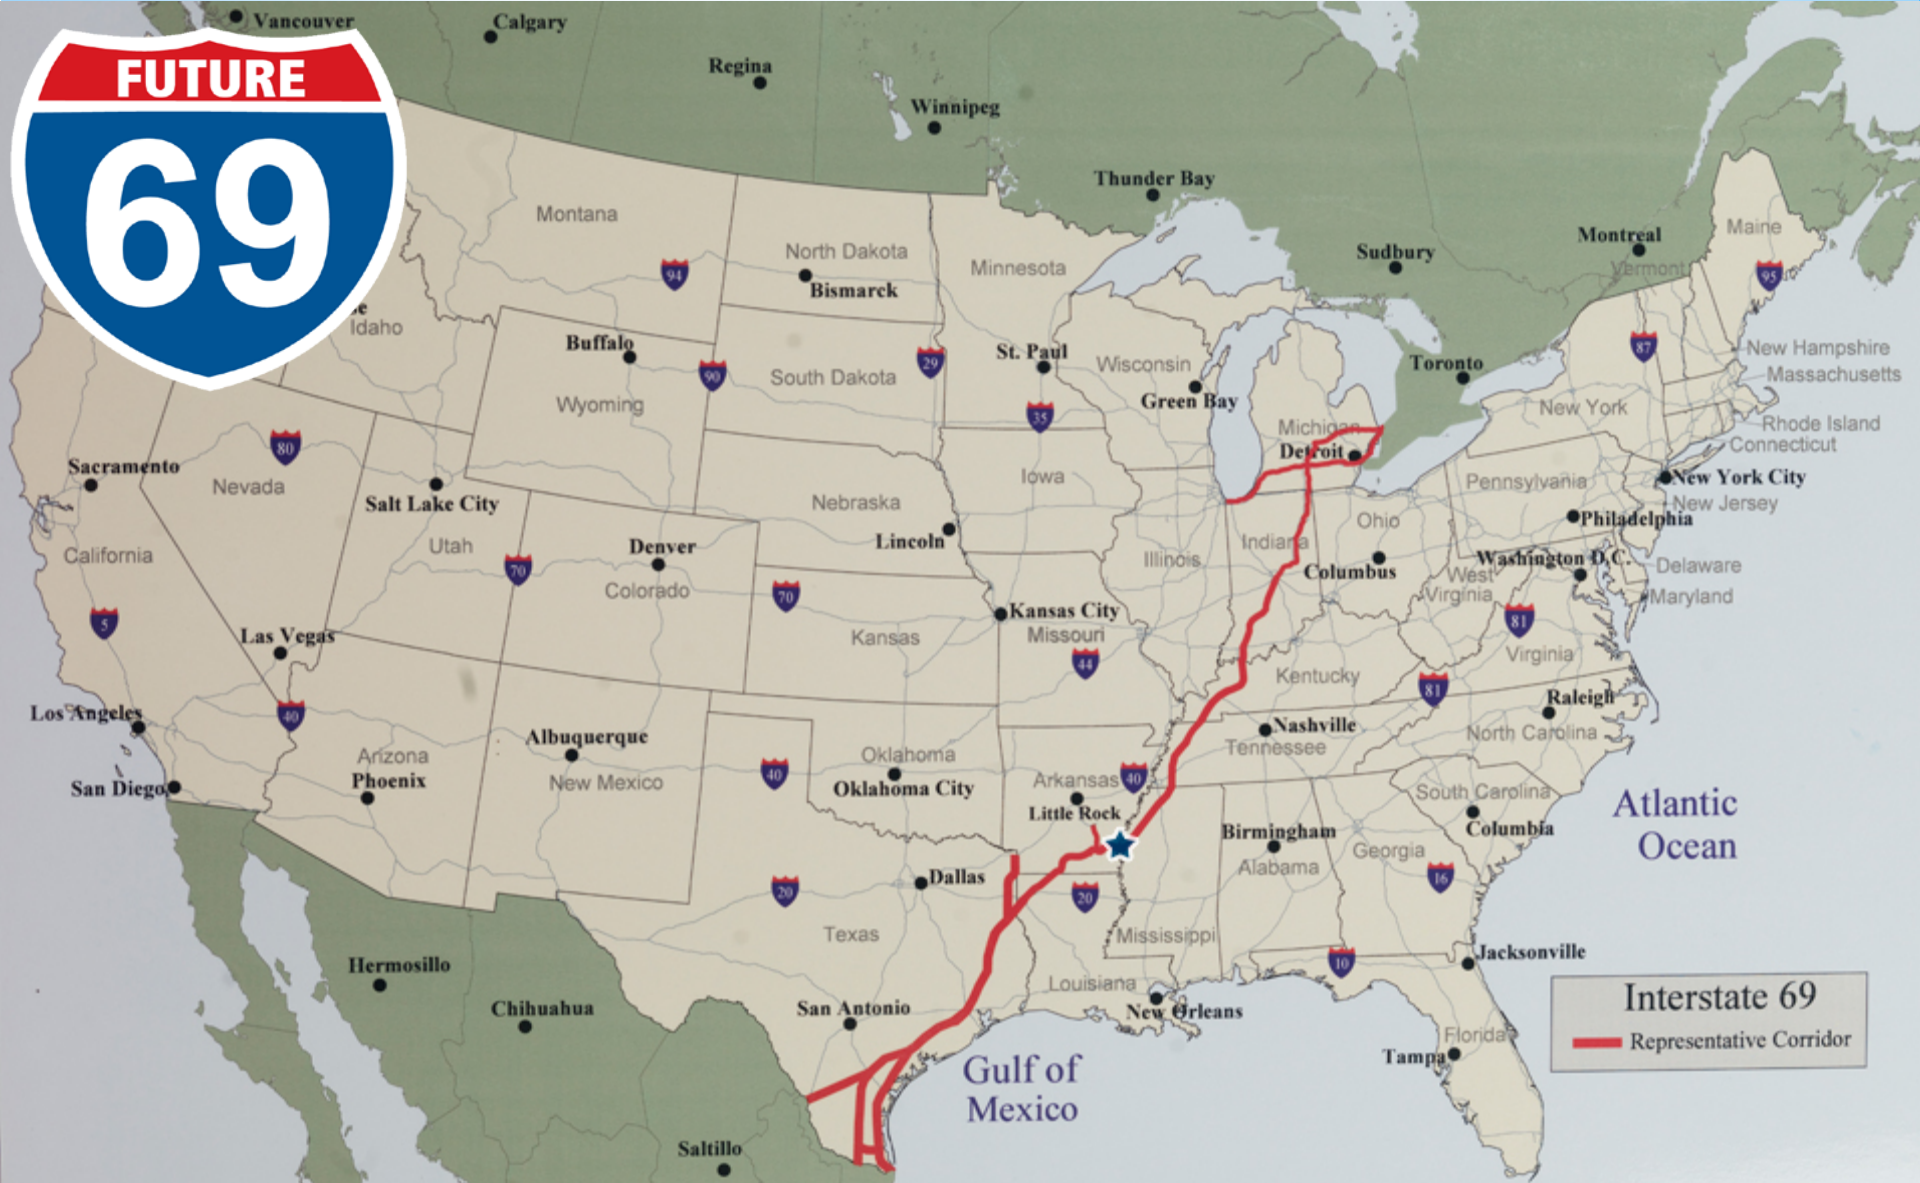 Vancouver
Calgary
Regina
Winnipeg
FUTURE
69
Thunder Bay
Sudbury
Montreal
Vermont
Maine
95
Montana
94
North Dakota
Bismarck
Minnesota
Idaho
Buffalo
90
Wyoming
South Dakota
29
St. Paul
35
Wisconsin
Green Bay
Toronto
87
New Hampshire
Massachusetts
New York
Rhode Island
Connecticut
Michigan
Detroit
Sacramento
80
Nevada
Salt Lake City
Iowa
Nebraska
Lincoln
Pennsylvania
New York City
New Jersey
Philadelphia
Ohio
Columbus
Indiana
Illinois
California
Utah
70
Denver
Colorado
70
Washington D.C.
West
Virginia
Delaware
Maryland
5
Las Vegas
Kansas
Kansas City
Missouri
44
81
Virginia
Kentucky
81
Los Angeles
40
Albuquerque
New Mexico
Arizona
Phoenix
San Diego
40
Oklahoma
Oklahoma City
Arkansas
40
Little Rock
Nashville
Tennessee
Raleigh
North Carolina
South Carolina
Columbia
Atlantic
Ocean
Birmingham
Alabama
Georgia
16
20
Dallas
20
Texas
Mississippi
Louisiana
New Orleans
10
Jacksonville
Florida
Tampa
Hermosillo
Chihuahua
San Antonio
Saltillo
Gulf of
Mexico
Interstate 69
Representative Corridor